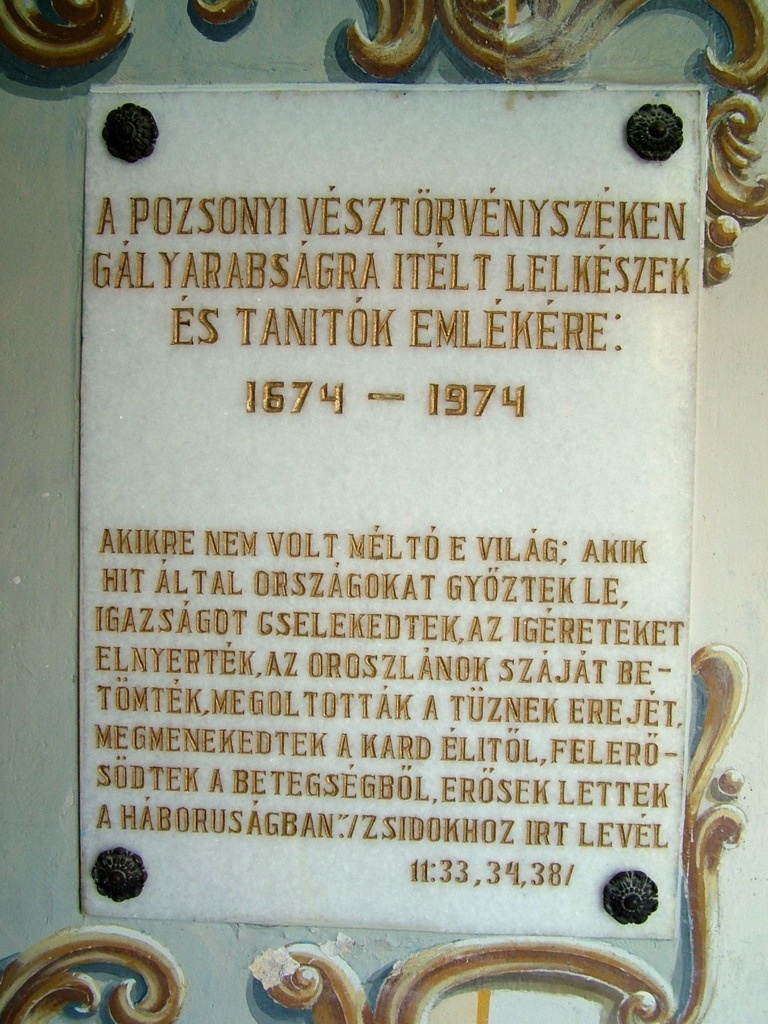 A POZSONYI VÉSZTÖRVÉNYSZÉKEN
GÁLYARABSÁGRA ITÉLT LELKÉSZEK
ÉS TANITÓK EMLÉKÉRE:
1674 — 1974
AKIKRE NEM VOLT MÉLTÓ E VILÁG; AKIK
HIT ÁLTAL ORSZÁGOKAT GYŐZTEK LE,
IGAZSÁGOT CSELEKEDTEK, AZ IGÉRETEKET
ELNYERTÉK, AZ OROSZLÁNOK SZÁJÁT BE-
TÖMTÉK, MEGOLTOTTÁK A TŰZNEK EREJÉT,
MEGMENEKEDTEK A KARD ÉLITŐL, FELERŐ-
SÖDTEK A BETEGSÉGBŐL, ERŐSEK LETTEK
A HÁBORUSÁGBAN."/ZSIDOKHOZ IRT LEVÉL
11:33,34,38/